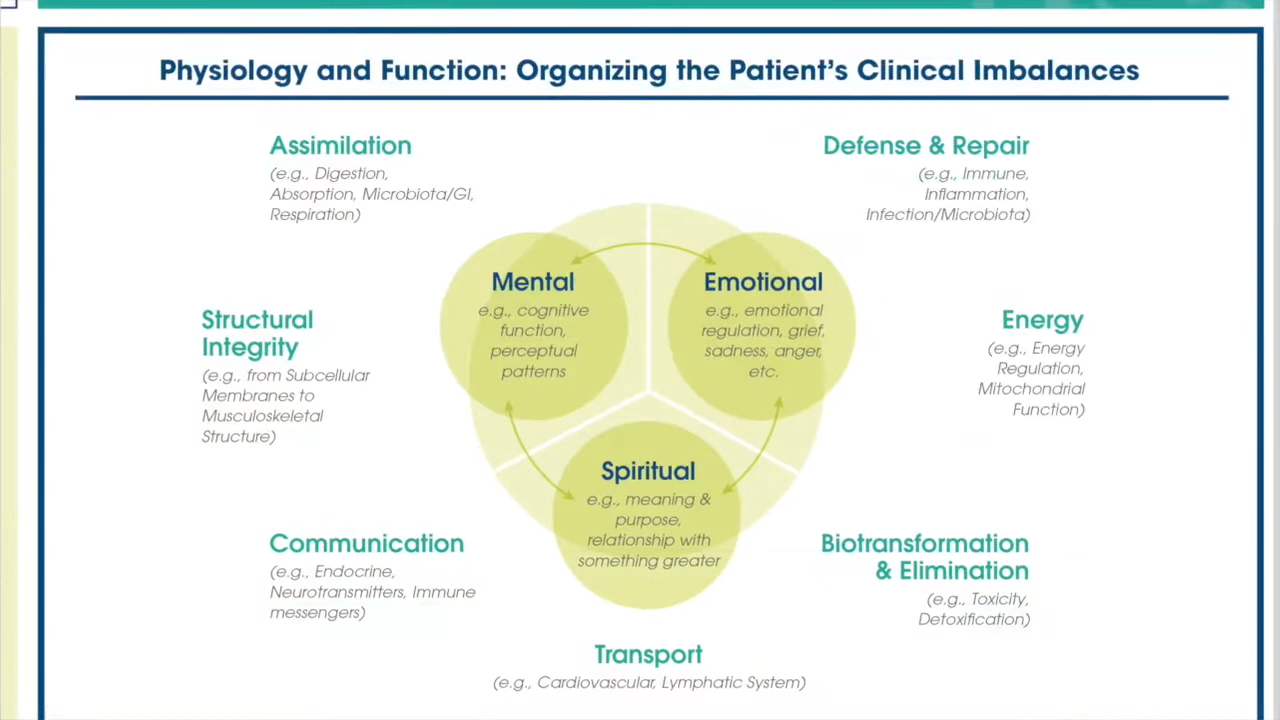 Physiology and Function: Organizing the Patient's Clinical Imbalances
Assimilation
(e.g., Digestion,
Absorption, Microbiota/GI,
Respiration)
Defense & Repair
(e.g., Immune,
Inflammation,
Infection/Microbiota)
Mental
e.g., cognitive
function,
perceptual
patterns
Emotional
e.g., emotional
regulation, grief,
sadness, anger,
etc.
Structural
Integrity
(e.g., from Subcellular
Membranes to
Musculoskeletal
Structure)
Energy
(e.g., Energy
Regulation,
Mitochondrial
Function)
Spiritual
e.g., meaning &
purpose,
relationship with
something greater
Communication
(e.g., Endocrine,
Neurotransmitters, Immune
messengers)
Biotransformation
& Elimination
(e.g., Toxicity,
Detoxification)
Transport
(e.g., Cardiovascular, Lymphatic System)